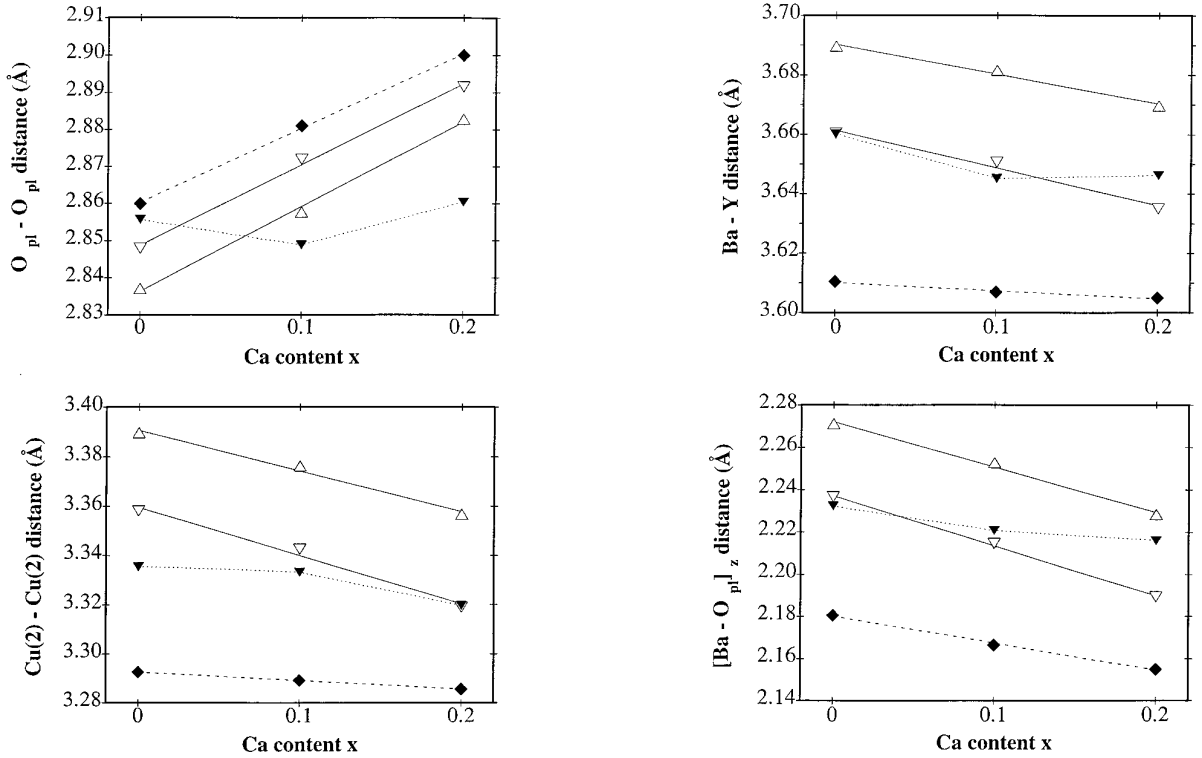 O pl - O pl distance (Å)
2.91
2.90
2.89
2.88
2.87
2.86
2.85
2.84
2.83
0 0.1 0.2
Ca content x
Ba - Y distance (Å)
3.70
3.68
3.66
3.64
3.62
3.60
0 0.1 0.2
Ca content x
Cu(2) - Cu(2) distance (Å)
3.40
3.38
3.36
3.34
3.32
3.30
3.28
0 0.1 0.2
Ca content x
[Ba - O pl] z distance (Å)
2.28
2.26
2.24
2.22
2.20
2.18
2.16
2.14
0 0.1 0.2
Ca content x